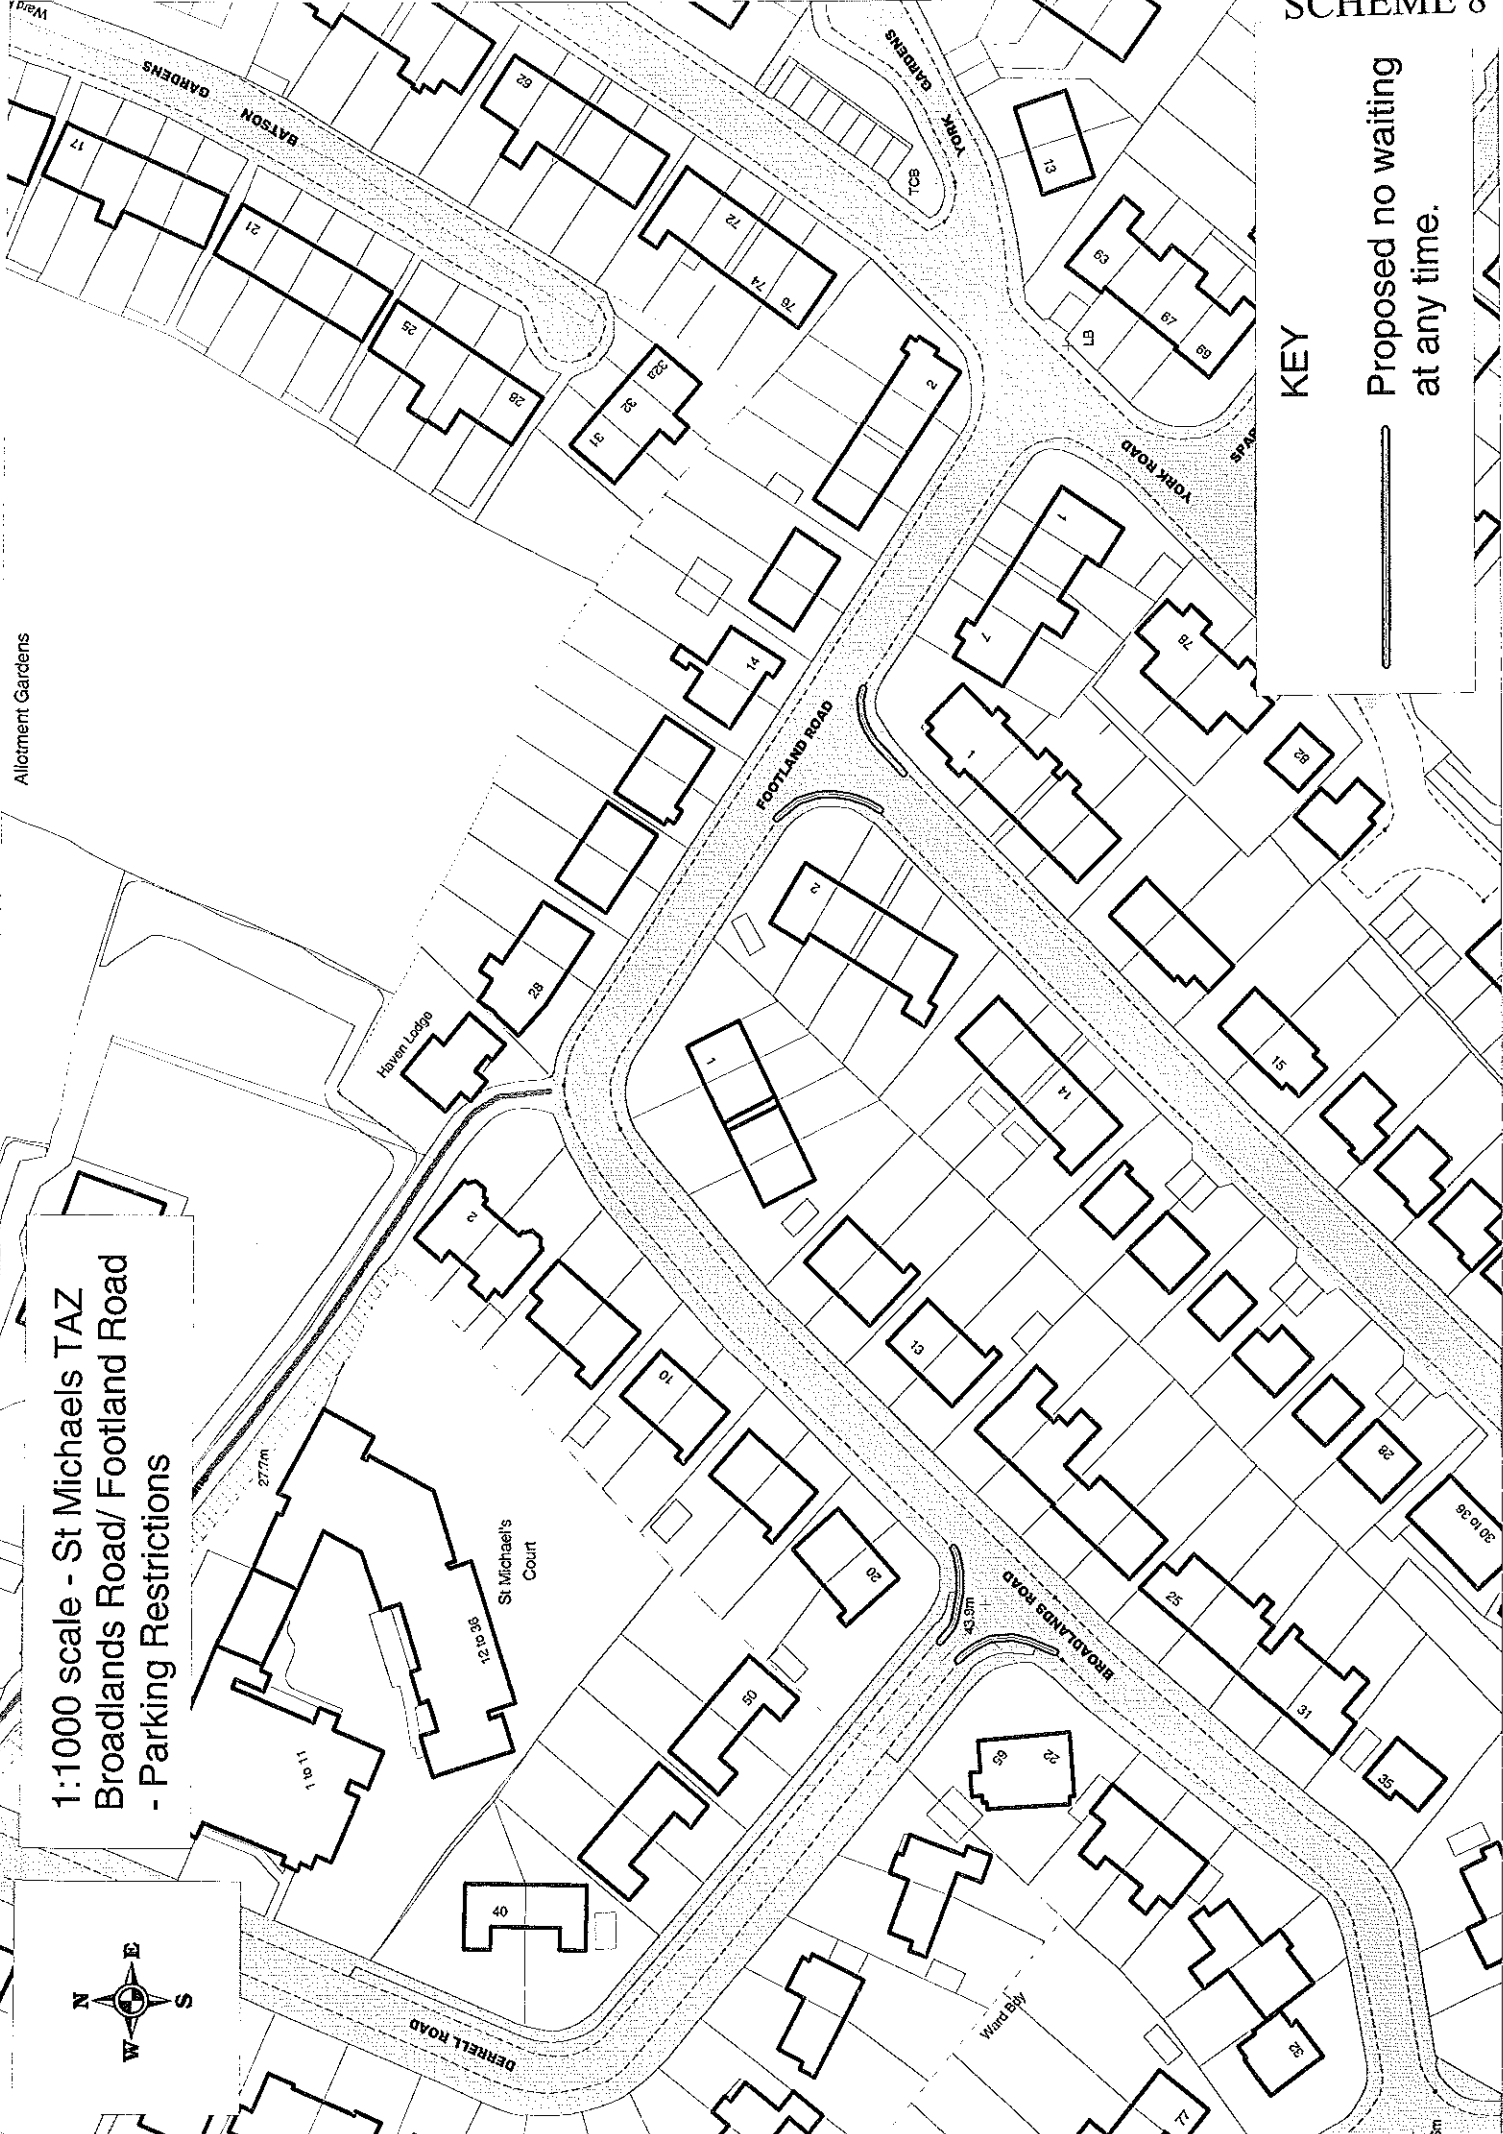 SCHEME 8
1:1000 scale - St Michaels TAZ
Broadlands Road/ Footland Road
- Parking Restrictions
N
E
S
W
KEY
Proposed no waiting
at any time.
Allotment Gardens
Ward
BATSON
GARDENS
YORK
GARDENS
TCB
LB
YORK ROAD
SPAR
FOOTLAND ROAD
Haven Lodge
BROADLANDS ROAD
DERRELL ROAD
St Michael's
Court
27.7m
43.9m
Ward Bdy
1 to 11
12 to 36
30 to 36
17
21
25
28
31
32
32a
62
72
74
76
13
63
67
69
2
1
7
14
1
78
82
2
28
1
14
15
2
10
13
20
28
25
31
35
50
40
59
22
32
77